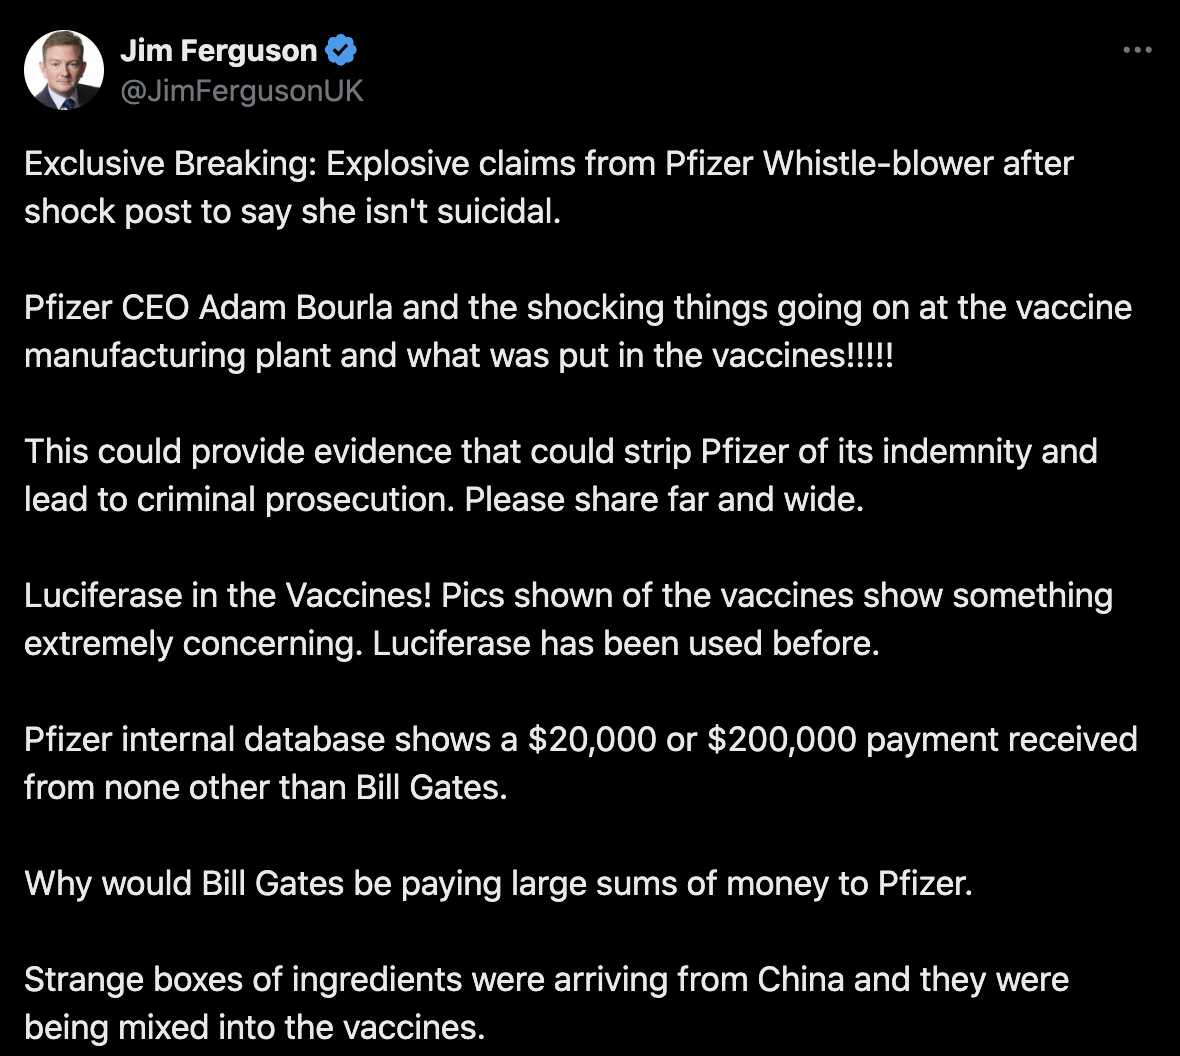 Jim Ferguson
@JimFergusonUK
Exclusive Breaking: Explosive claims from Pfizer Whistle-blower after
shock post to say she isn't suicidal.
Pfizer CEO Adam Bourla and the shocking things going on at the vaccine
manufacturing plant and what was put in the vaccines!!!!!
This could provide evidence that could strip Pfizer of its indemnity and
lead to criminal prosecution. Please share far and wide.
Luciferase in the Vaccines! Pics shown of the vaccines show something
extremely concerning. Luciferase has been used before.
Pfizer internal database shows a $20,000 or $200,000 payment received
from none other than Bill Gates.
Why would Bill Gates be paying large sums of money to Pfizer.
Strange boxes of ingredients were arriving from China and they were
being mixed into the vaccines.